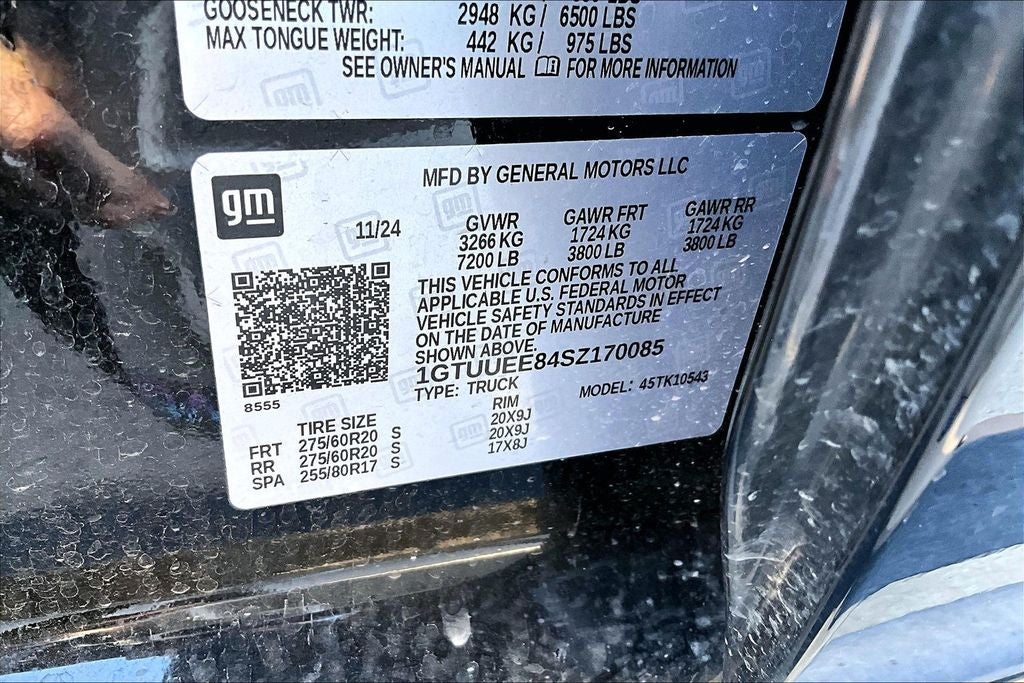 GOOSENECK TWR: 2948 KG/ 6500 LBS
MAX TONGUE WEIGHT: 442 KG/ 975 LBS
SEE OWNER'S MANUAL FOR MORE INFORMATION
gm
MFD BY GENERAL MOTORS LLC
11/24 GVWR GAWR FRT GAWR RR
3266 KG 1724 KG 1724 KG
7200 LB 3800 LB 3800 LB
THIS VEHICLE CONFORMS TO ALL
APPLICABLE U.S. FEDERAL MOTOR
VEHICLE SAFETY STANDARDS IN EFFECT
ON THE DATE OF MANUFACTURE
SHOWN ABOVE.
1GTUUEE84SZ170085
TYPE: TRUCK MODEL: 45TK10543
8555
TIRE SIZE RIM
FRT 275/60R20 S 20X9J
RR 275/60R20 S 20X9J
SPA 255/80R17 S 17X8J